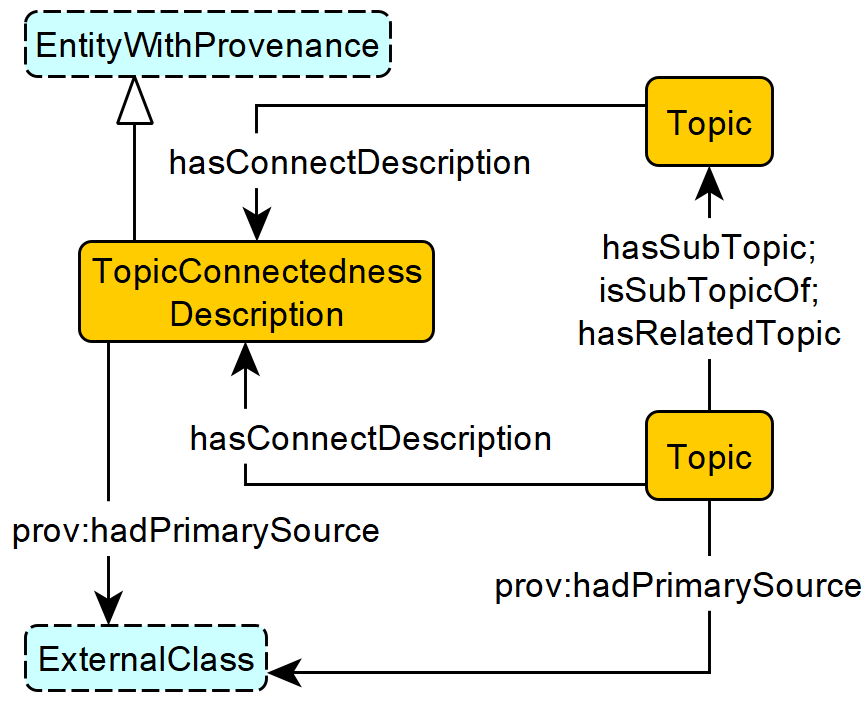 EntityWithProvenance
Topic
hasConnectDescription
hasSubTopic;
isSubTopicOf;
hasRelatedTopic
TopicConnectedness
Description
hasConnectDescription
Topic
prov:hadPrimarySource
prov:hadPrimarySource
ExternalClass